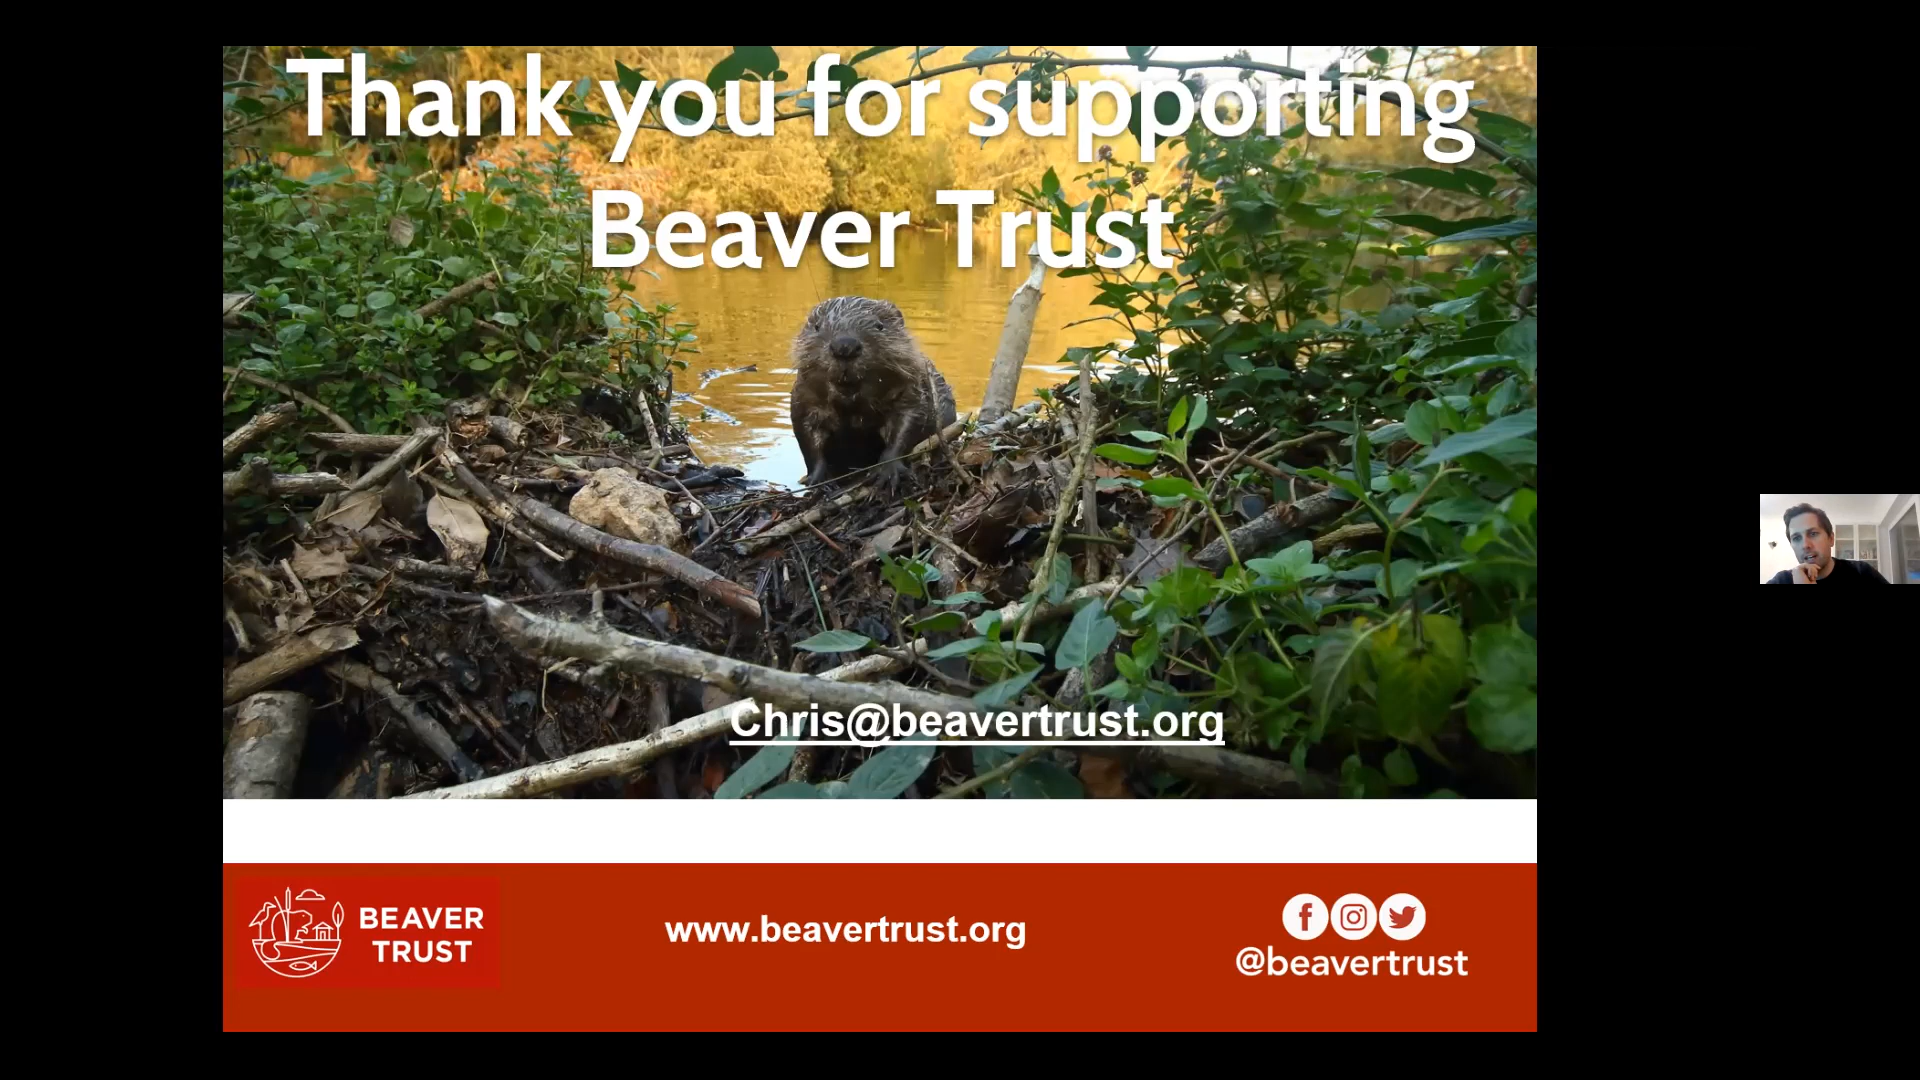 Thank you for supporting
Beaver Trust
Chris@beavertrust.org
BEAVER
TRUST
www.beavertrust.org
@beavertrust